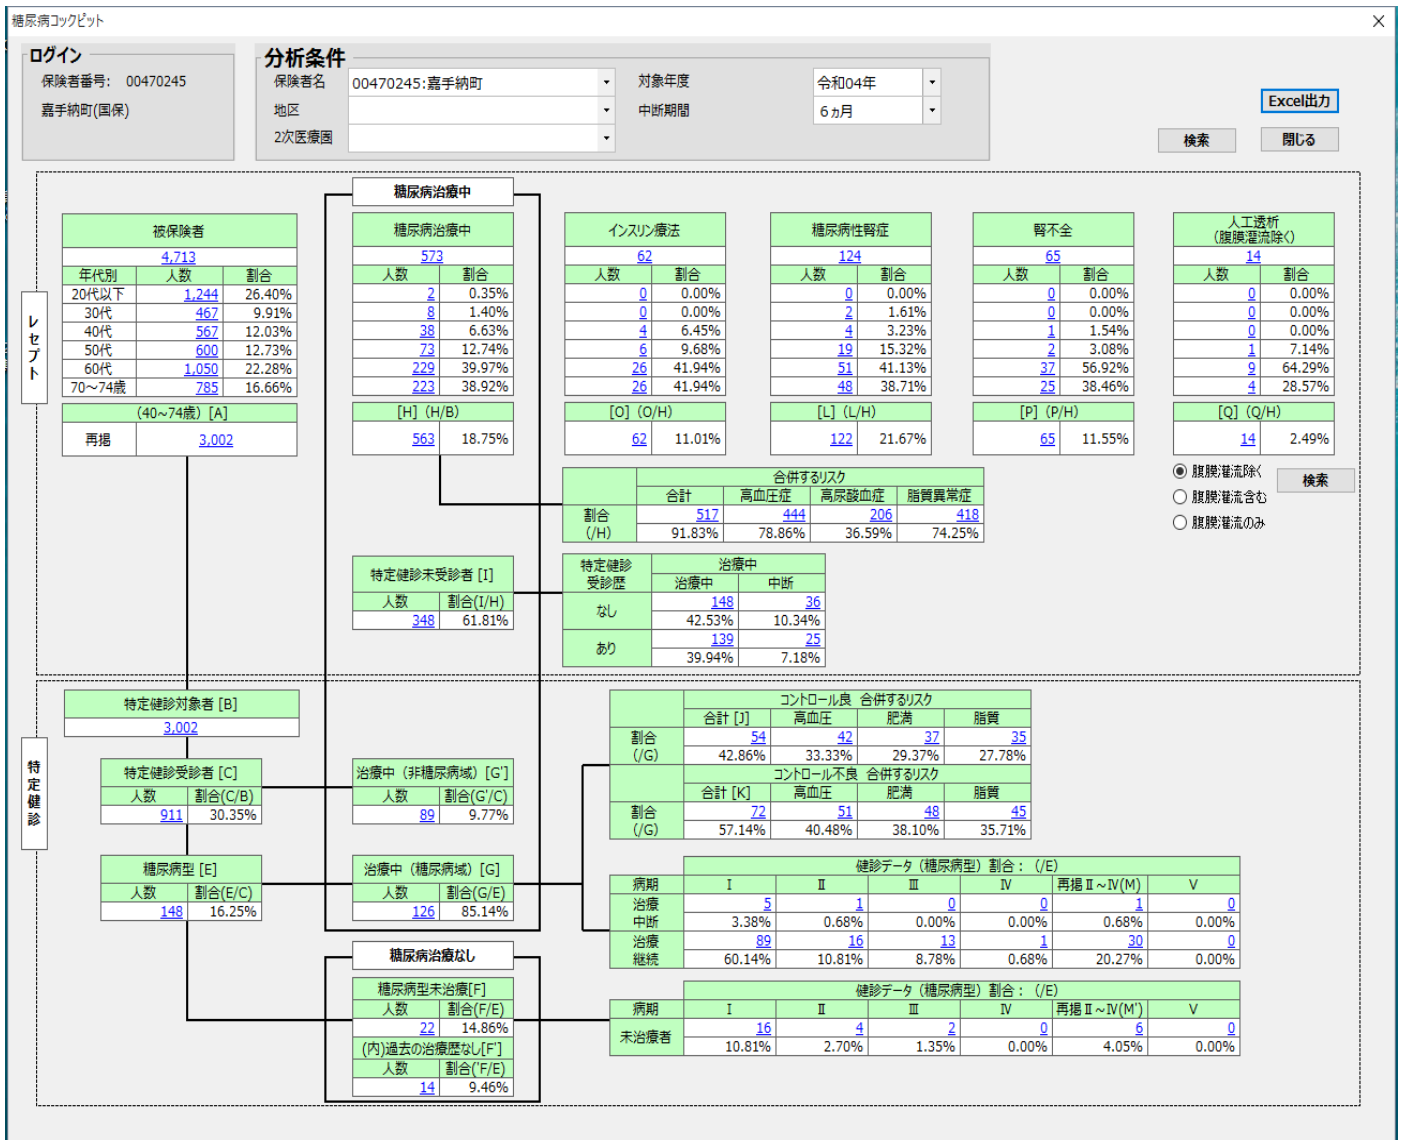 糖尿病コックピット
ログイン
保険者番号: 00470245
嘉手納町(国保)
分析条件
保険者名 00470245:嘉手納町 対象年度 令和04年
地区 中断期間 6ヵ月
2次医療圏
Excel出力
検索 閉じる
レセプト
糖尿病治療中
被保険者 糖尿病治療中 インスリン療法 糖尿病性腎症 腎不全 人工透析
(腹膜灌流除く)
4,713 573 62 124 65 14
年代別 人数 割合 人数 割合 人数 割合 人数 割合 人数 割合 人数 割合
20代以下 1,244 26.40% 2 0.35% 0 0.00% 0 0.00% 0 0.00% 0 0.00%
30代 467 9.91% 8 1.40% 0 0.00% 2 1.61% 0 0.00% 0 0.00%
40代 567 12.03% 38 6.63% 4 6.45% 4 3.23% 1 1.54% 0 0.00%
50代 600 12.73% 73 12.74% 6 9.68% 19 15.32% 2 3.08% 1 7.14%
60代 1,050 22.28% 229 39.97% 26 41.94% 51 41.13% 37 56.92% 9 64.29%
70～74歳 785 16.66% 223 38.92% 26 41.94% 48 38.71% 25 38.46% 4 28.57%
(40～74歳) [A] [H] (H/B) [O] (O/H) [L] (L/H) [P] (P/H) [Q] (Q/H)
再掲 3,002 563 18.75% 62 11.01% 122 21.67% 65 11.55% 14 2.49%
合併するリスク
合計 高血圧症 高尿酸血症 脂質異常症
割合 517 444 206 418
(/H) 91.83% 78.86% 36.59% 74.25%
腹膜灌流除く 検索
腹膜灌流含む
腹膜灌流のみ
特定健診未受診者 [I]
人数 割合(I/H)
348 61.81%
特定健診
受診歴 治療中
治療中 中断
なし 148 36
42.53% 10.34%
あり 139 25
39.94% 7.18%
特定健診
特定健診対象者 [B]
3,002
コントロール良 合併するリスク
合計 [J] 高血圧 肥満 脂質
割合 54 42 37 35
(/G) 42.86% 33.33% 29.37% 27.78%
コントロール不良 合併するリスク
合計 [K] 高血圧 肥満 脂質
割合 72 51 48 45
(/G) 57.14% 40.48% 38.10% 35.71%
特定健診受診者 [C] 治療中（非糖尿病域）[G']
人数 割合(C/B) 人数 割合(G'/C)
911 30.35% 89 9.77%
糖尿病型 [E] 治療中（糖尿病域）[G]
人数 割合(E/C) 人数 割合(G/E)
148 16.25% 126 85.14%
健診データ（糖尿病型）割合：（/E）
病期 Ⅰ Ⅱ Ⅲ Ⅳ 再掲Ⅱ～Ⅳ(M) Ⅴ
治療 5 1 0 0 1 0
中断 3.38% 0.68% 0.00% 0.00% 0.68% 0.00%
治療 89 16 13 1 30 0
継続 60.14% 10.81% 8.78% 0.68% 20.27% 0.00%
糖尿病治療なし
糖尿病型未治療[F]
人数 割合(F/E)
22 14.86%
(内)過去の治療歴なし[F']
人数 割合('F/E)
14 9.46%
健診データ（糖尿病型）割合：（/E）
病期 Ⅰ Ⅱ Ⅲ Ⅳ 再掲Ⅱ～Ⅳ(M') Ⅴ
未治療者 16 4 2 0 6 0
10.81% 2.70% 1.35% 0.00% 4.05% 0.00%